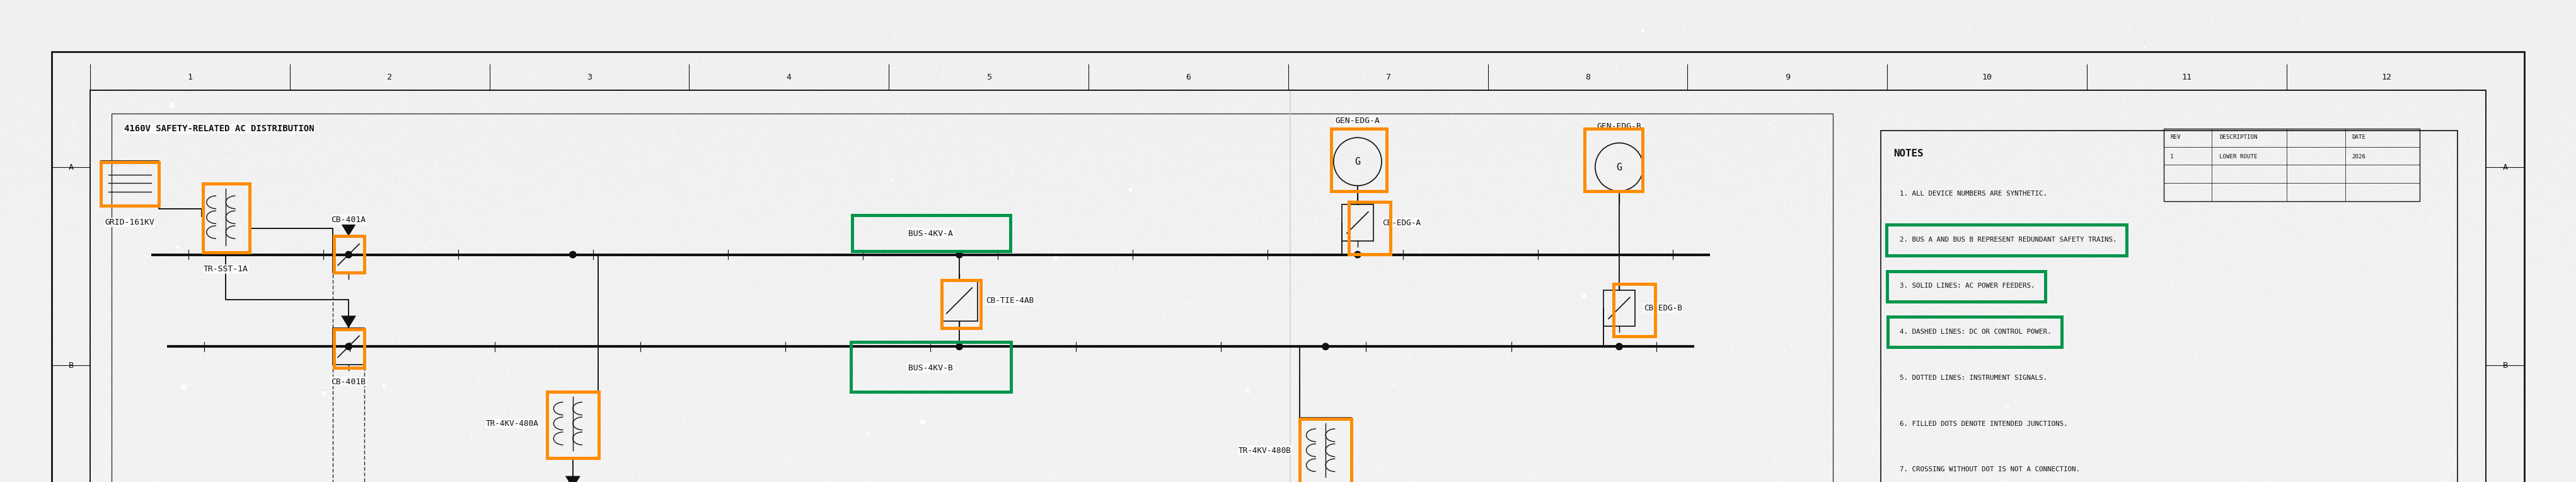 1 2 3 4 5 6 7 8 9 10 11 12
4160V SAFETY-RELATED AC DISTRIBUTION
GEN-EDG-A
GEN-EDG-B
G
G
A
A
GRID-161KV
TR-SST-1A
CB-401A
BUS-4KV-A
CB-EDG-A
CB-TIE-4AB
CB-EDG-B
B
B
CB-401B
BUS-4KV-B
TR-4KV-480A
TR-4KV-480B
NOTES
1. ALL DEVICE NUMBERS ARE SYNTHETIC.
2. BUS A AND BUS B REPRESENT REDUNDANT SAFETY TRAINS.
3. SOLID LINES: AC POWER FEEDERS.
4. DASHED LINES: DC OR CONTROL POWER.
5. DOTTED LINES: INSTRUMENT SIGNALS.
6. FILLED DOTS DENOTE INTENDED JUNCTIONS.
7. CROSSING WITHOUT DOT IS NOT A CONNECTION.
REV DESCRIPTION DATE
1 LOWER ROUTE 2026